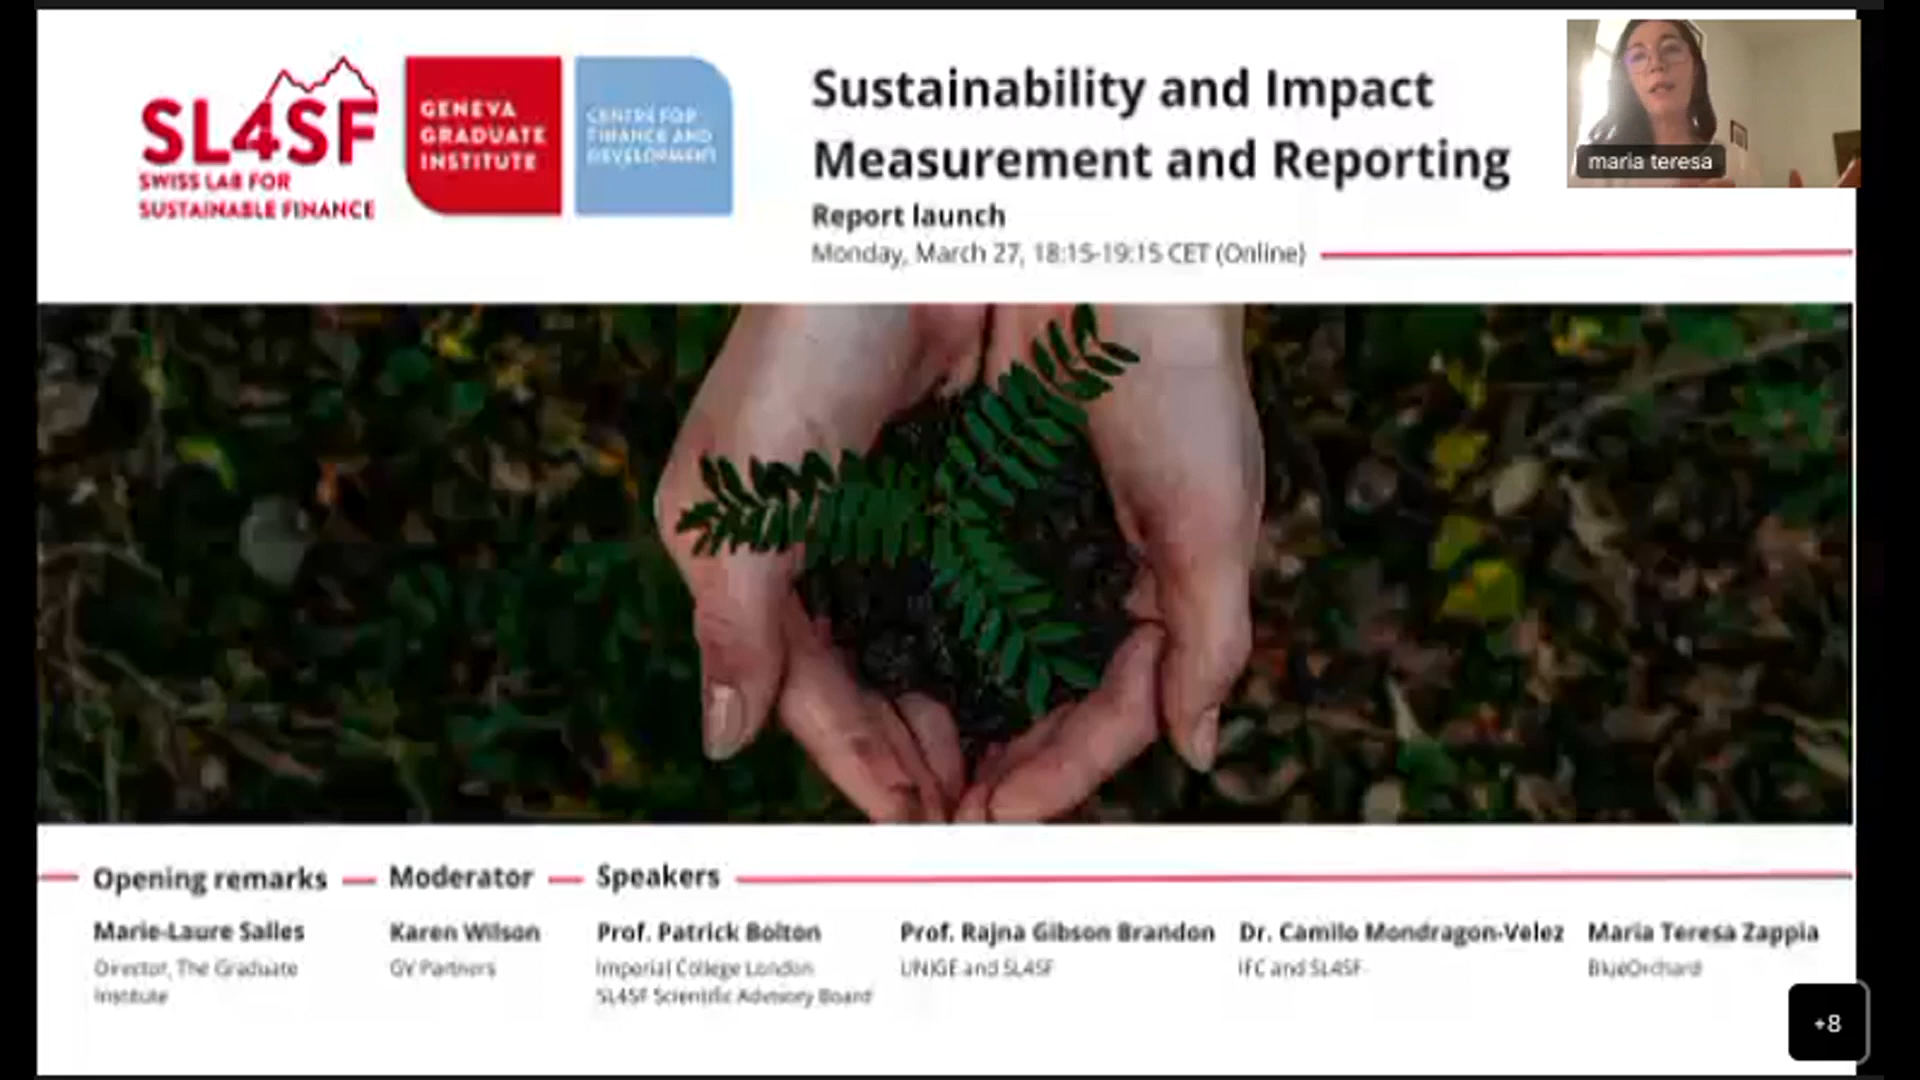 SL4SF
SWISS LAB FOR
SUSTAINABLE FINANCE
GENEVA
GRADUATE
INSTITUTE
CENTRE FOR
FINANCE AND
DEVELOPMENT
Sustainability and Impact
Measurement and Reporting
Report launch
Monday, March 27, 18:15-19:15 CET (Online)
maria teresa
Opening remarks
Marie-Laure Salles
Director, The Graduate
Institute
Moderator
Karen Wilson
GV Partners
Speakers
Prof. Patrick Bolton
Imperial College London
SL4SF Scientific Advisory Board
Prof. Rajna Gibson Brandon
UNIGE and SL4SF
Dr. Camilo Mondragon-Velez
IFC and SL4SF
Maria Teresa Zappia
BlueOrchard
+8